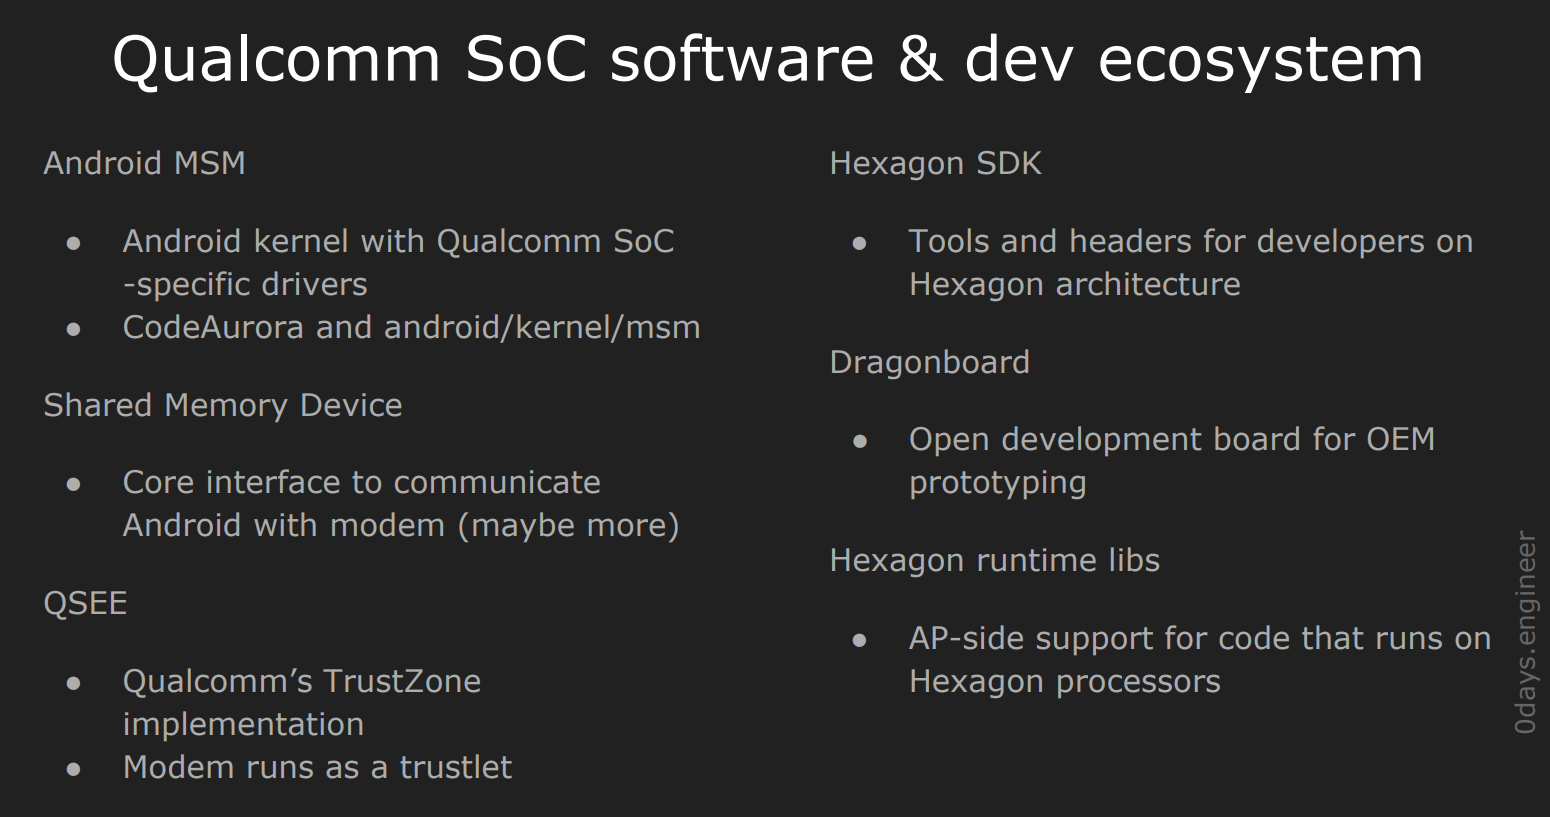 Qualcomm SoC software & dev ecosystem
Android MSM
● Android kernel with Qualcomm SoC
-specific drivers
● CodeAurora and android/kernel/msm
Shared Memory Device
● Core interface to communicate
Android with modem (maybe more)
QSEE
● Qualcomm’s TrustZone
implementation
● Modem runs as a trustlet
Hexagon SDK
● Tools and headers for developers on
Hexagon architecture
Dragonboard
● Open development board for OEM
prototyping
Hexagon runtime libs
● AP-side support for code that runs on
Hexagon processors
0days.engineer